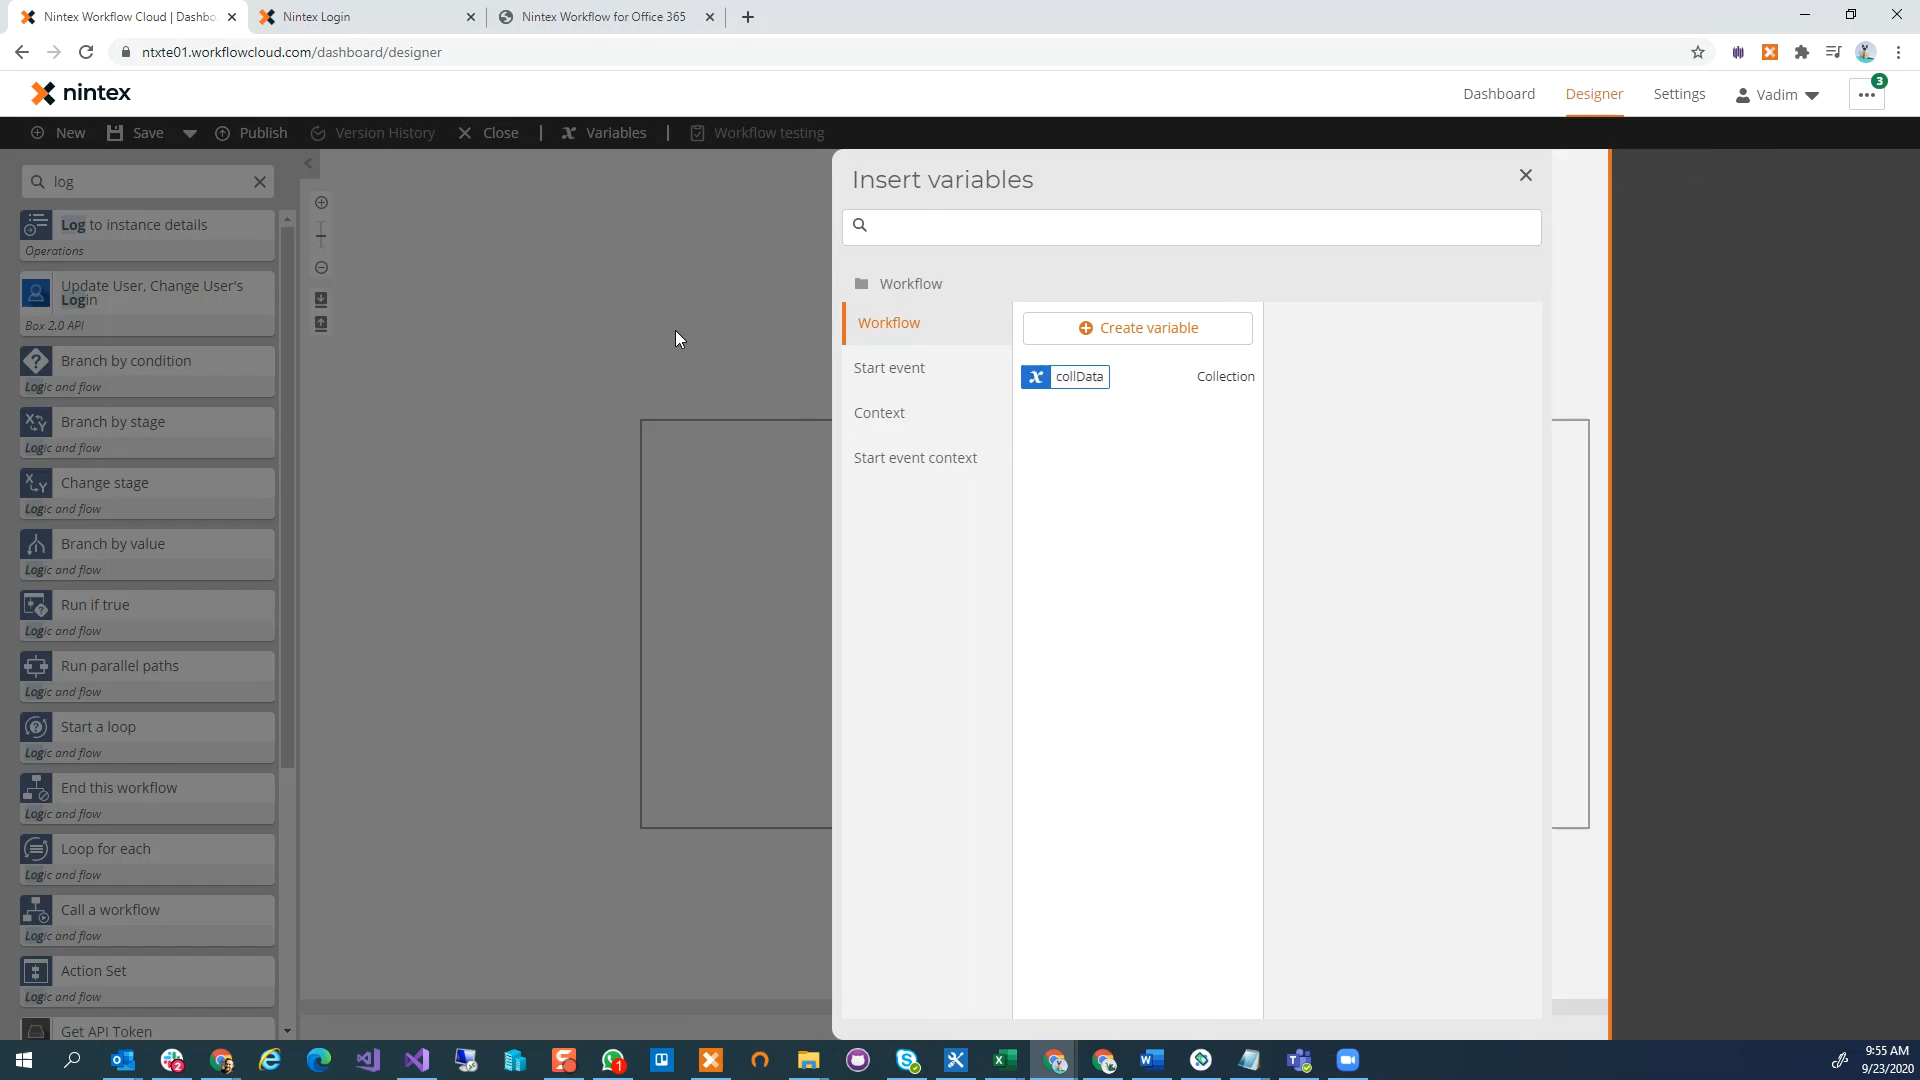 Nintex Workflow Cloud | Dashbo
Nintex Login
Nintex Workflow for Office 365
ntxte01.workflowcloud.com/dashboard/designer
nintex
Dashboard
Designer
Settings
Vadim
3
New
Save
Publish
Version History
Close
Variables
Workflow testing
log
Log to instance details
Operations
Update User, Change User's
Login
Box 2.0 API
Branch by condition
Logic and flow
Branch by stage
Logic and flow
Change stage
Logic and flow
Branch by value
Logic and flow
Run if true
Logic and flow
Run parallel paths
Logic and flow
Start a loop
Logic and flow
End this workflow
Logic and flow
Loop for each
Logic and flow
Call a workflow
Logic and flow
Action Set
Logic and flow
Get API Token
Insert variables
Workflow
Workflow
Start event
Context
Start event context
Create variable
collData
Collection
2
1
9:55 AM
9/23/2020